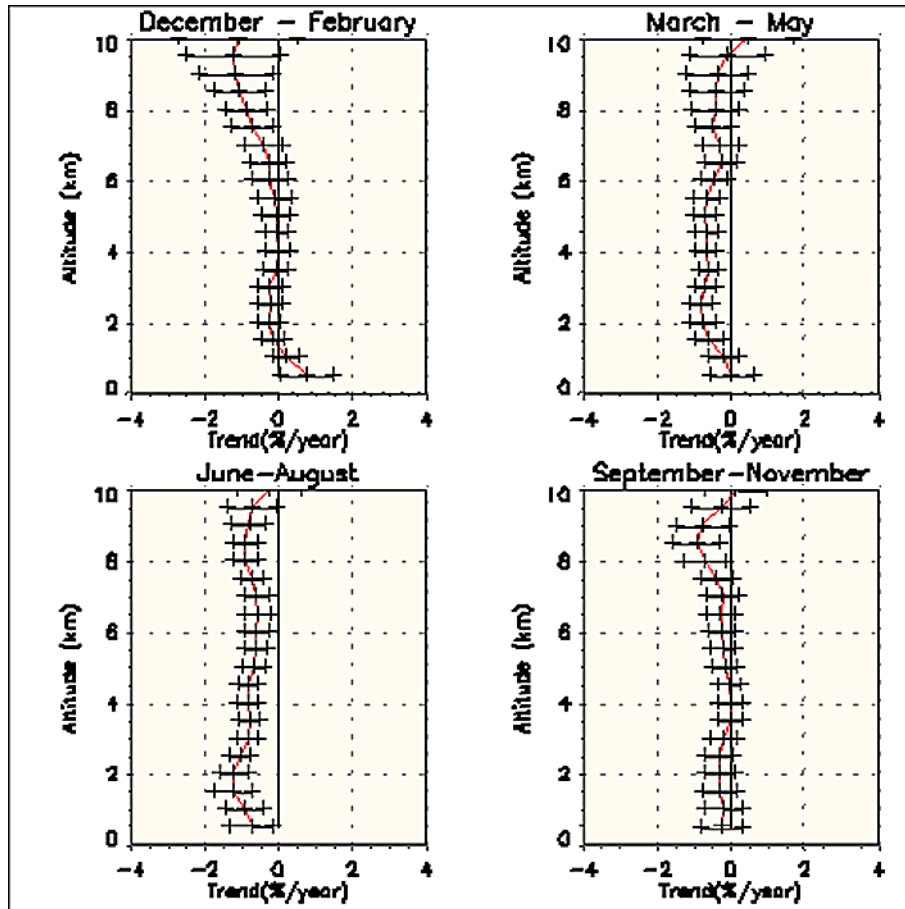 December - February
March - May
10
8
6
4
2
0
Altitude (km)
-4 -2 0 2 4
Trend(%/year)
10
8
6
4
2
0
Altitude (km)
-4 -2 0 2 4
Trend(%/year)
June-August
September-November
10
8
6
4
2
0
Altitude (km)
-4 -2 0 2 4
Trend(%/year)
10
8
6
4
2
0
Altitude (km)
-4 -2 0 2 4
Trend(%/year)